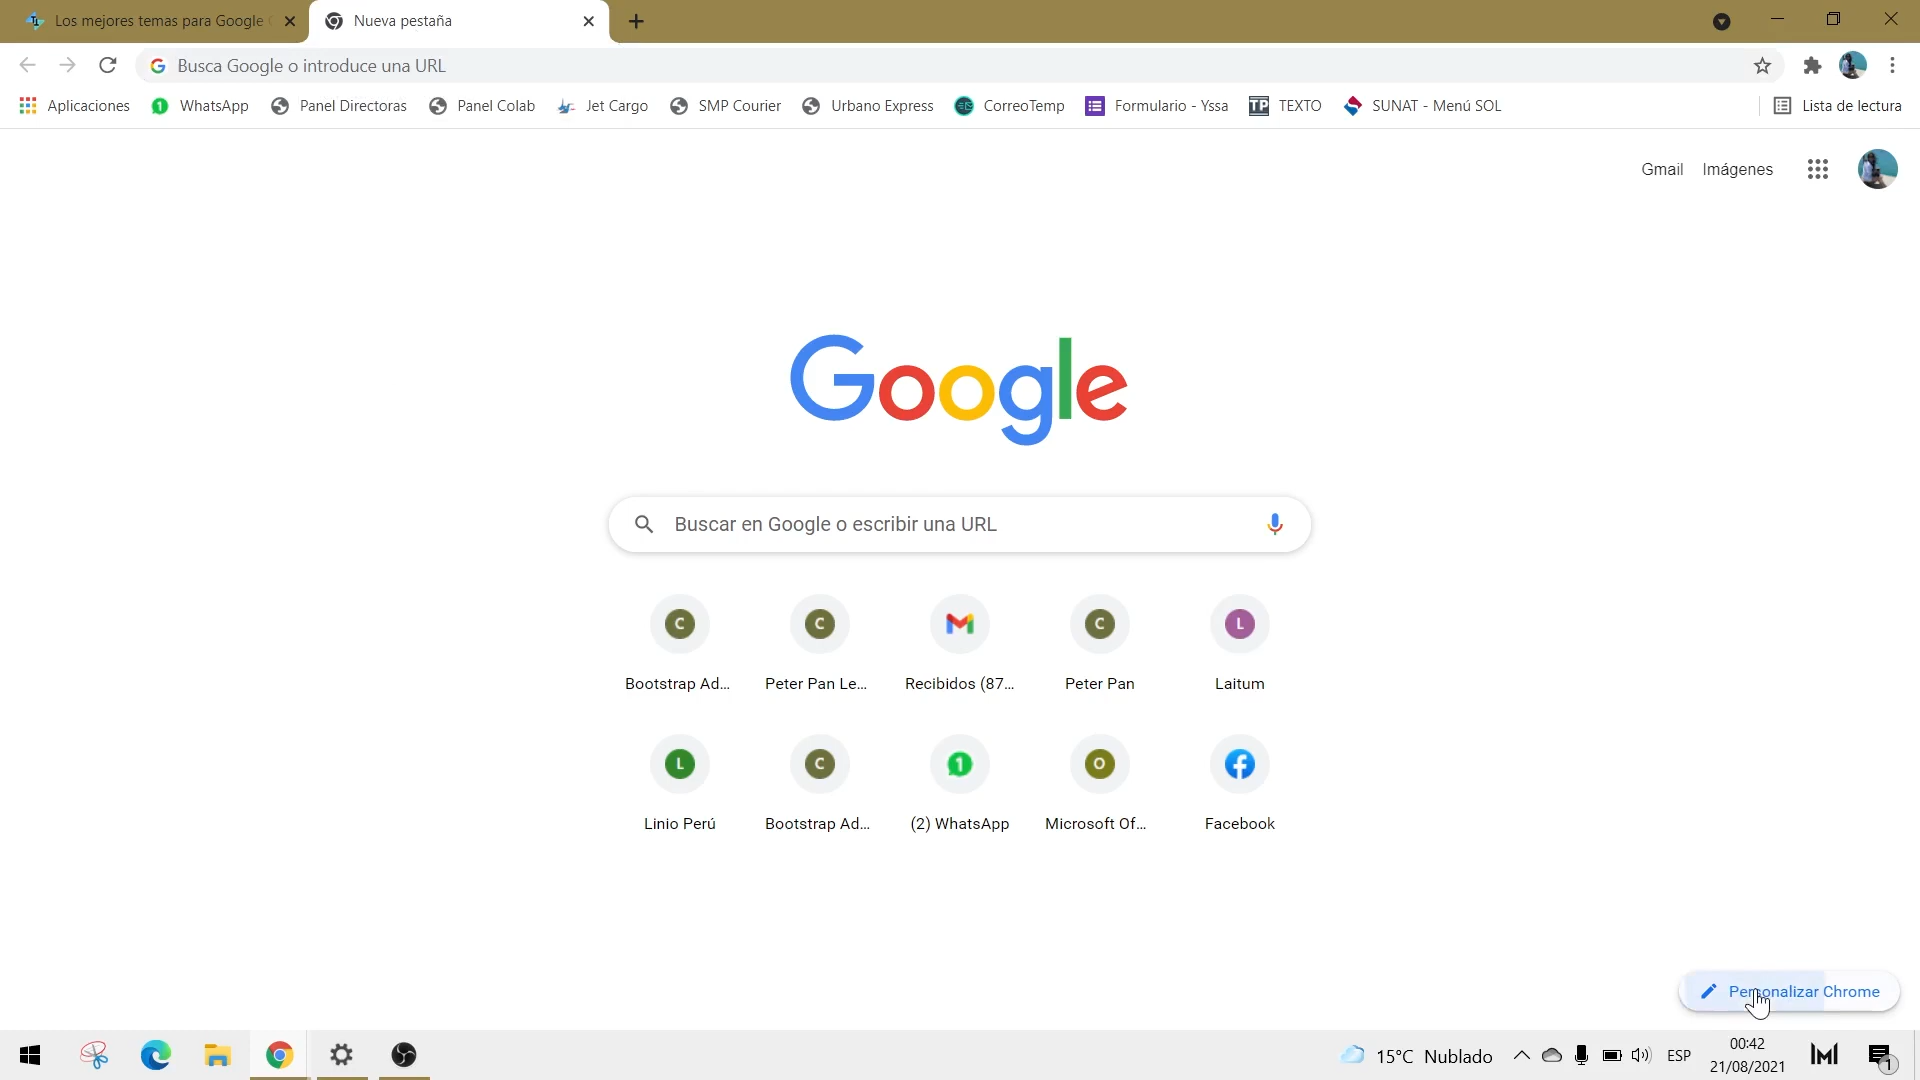 Los mejores temas para Google
Nueva pestaña
Busca Google o introduce una URL
Aplicaciones
WhatsApp
Panel Directoras
Panel Colab
Jet Cargo
SMP Courier
Urbano Express
CorreoTemp
Formulario - Yssa
TP TEXTO
SUNAT - Menú SOL
Lista de lectura
Gmail
Imágenes
Google
Buscar en Google o escribir una URL
C
C
C
L
Bootstrap Ad...
Peter Pan Le...
Recibidos (87...
Peter Pan
Laitum
L
C
1
O
Linio Perú
Bootstrap Ad...
(2) WhatsApp
Microsoft Of...
Facebook
Personalizar Chrome
15°C Nublado
ESP
00:42
21/08/2021
1